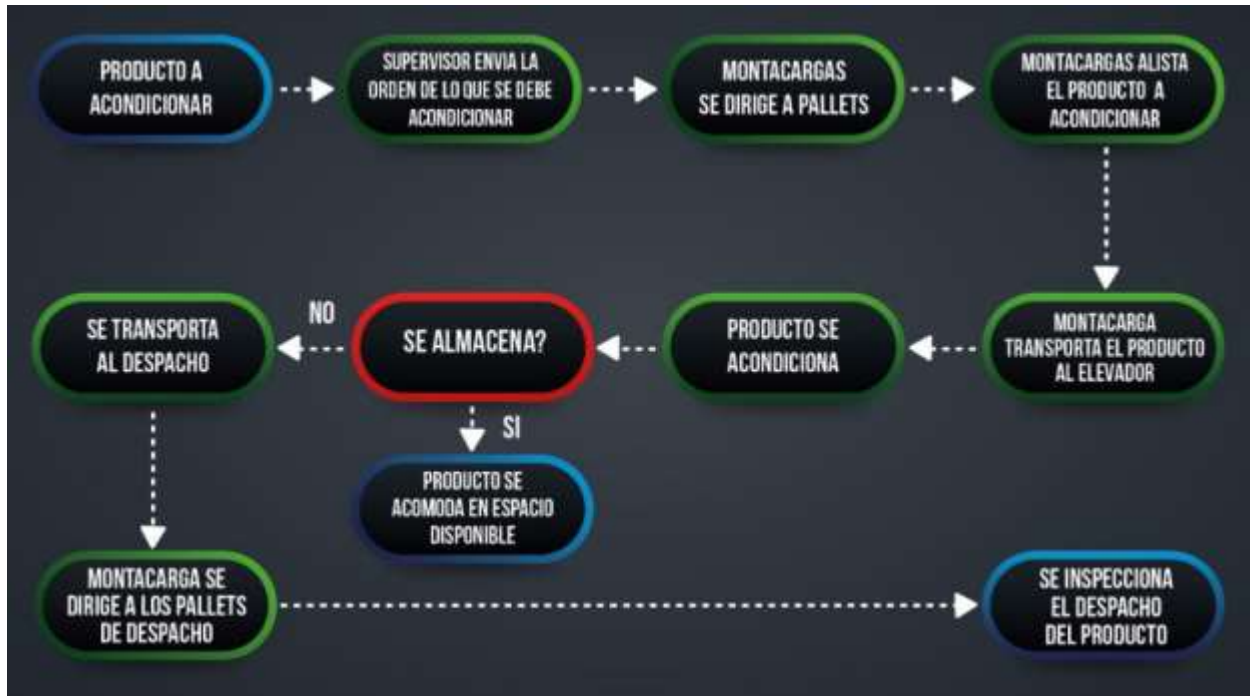 PRODUCTO A
ACONDICIONAR
SUPERVISOR ENVIA LA
ORDEN DE LO QUE SE DEBE
ACONDICIONAR
MONTACARGAS
SE DIRIGE A PALLETS
MONTACARGAS ALISTA
EL PRODUCTO A
ACONDICIONAR
MONTACARGA
TRANSPORTA EL PRODUCTO
AL ELEVADOR
PRODUCTO SE
ACONDICIONA
SE ALMACENA?
NO
SE TRANSPORTA
AL DESPACHO
SI
PRODUCTO SE
ACOMODA EN ESPACIO
DISPONIBLE
MONTACARGA SE
DIRIGE A LOS PALLETS
DE DESPACHO
SE INSPECCIONA
EL DESPACHO
DEL PRODUCTO